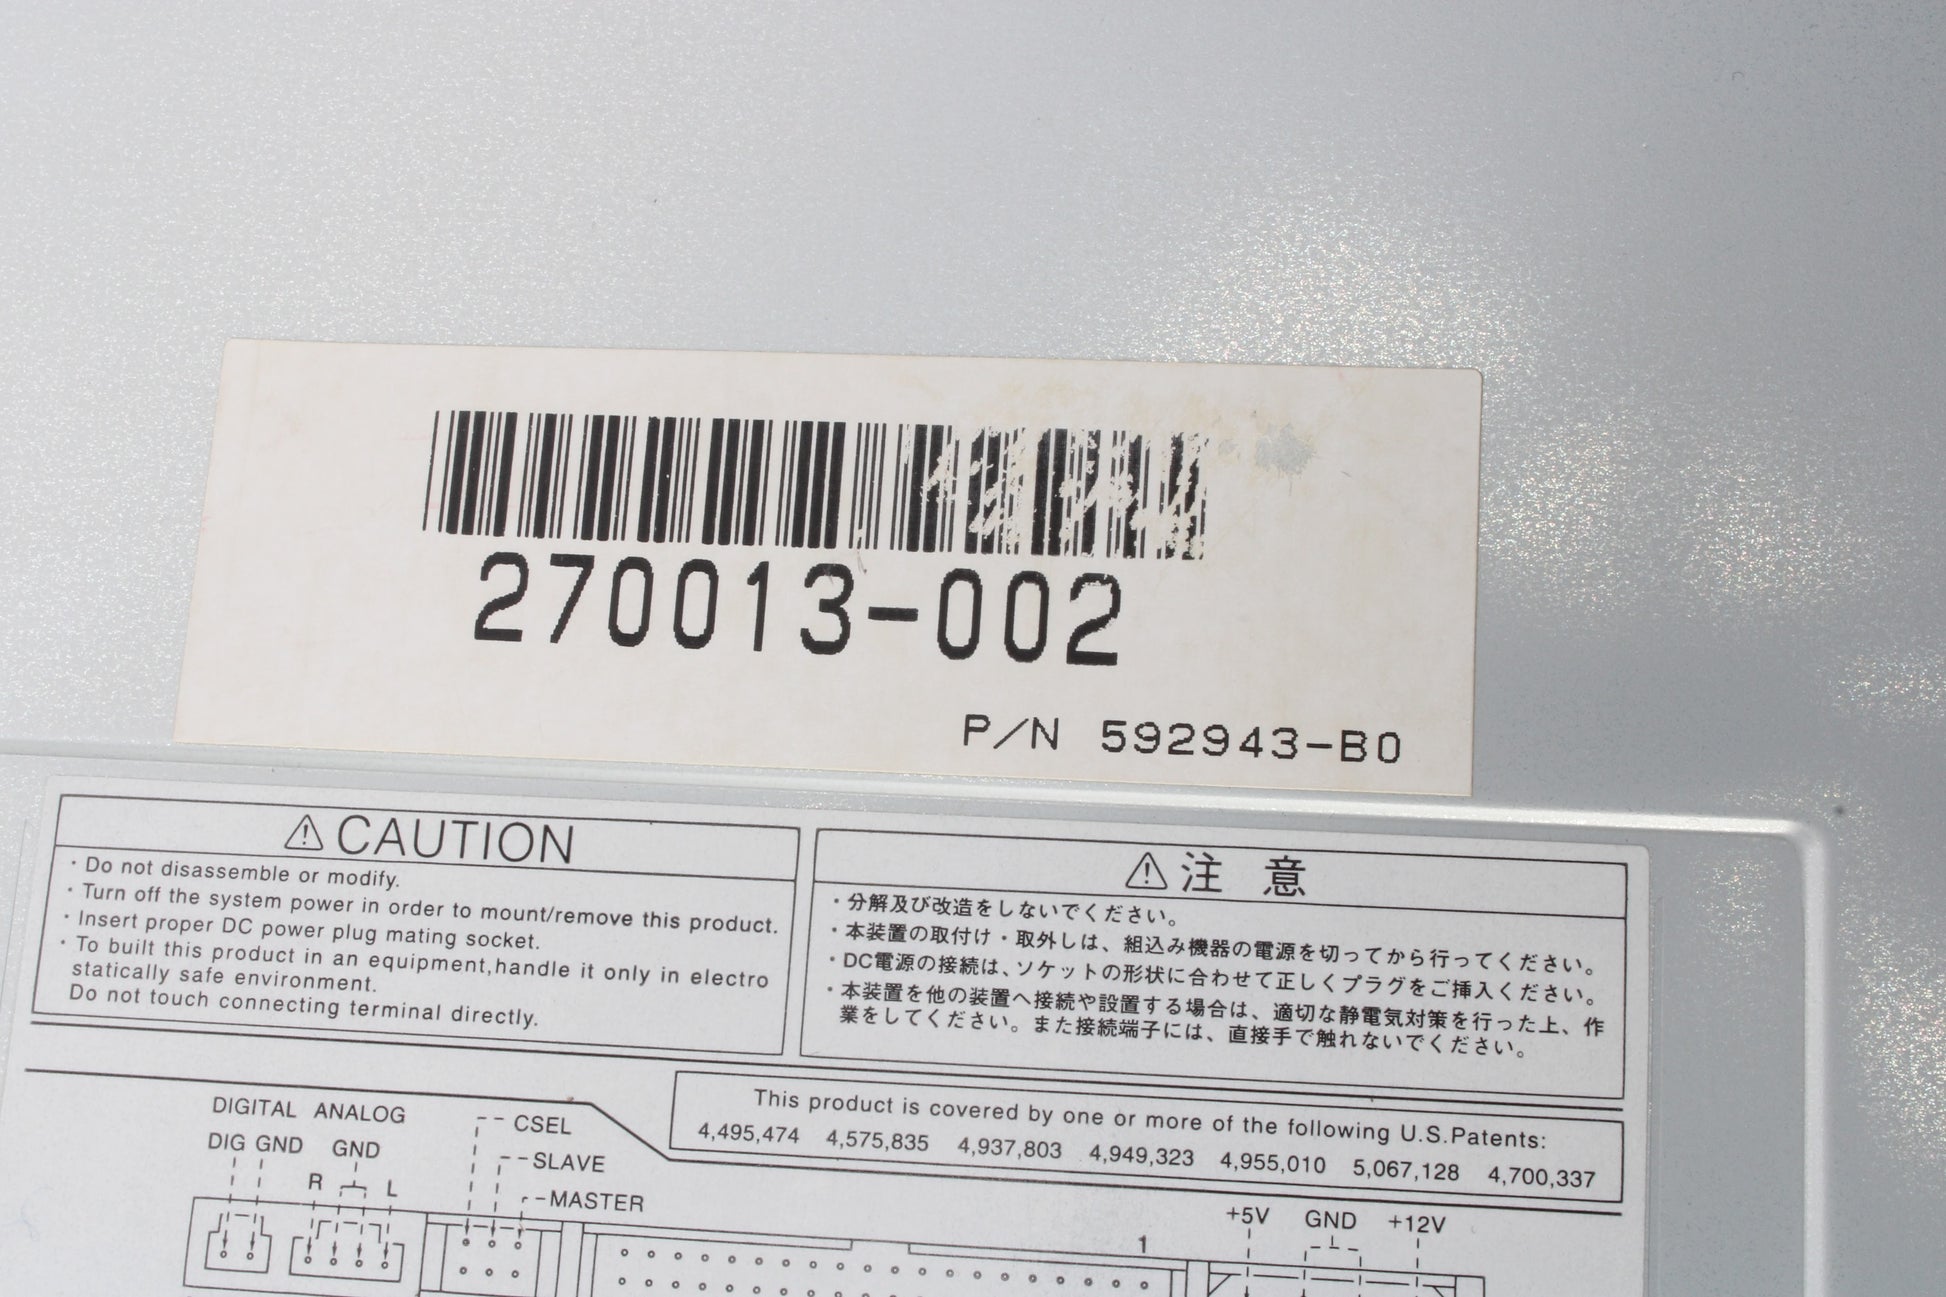 270013-002
P/N 592943-B0
⚠CAUTION
・Do not disassemble or modify.
・Turn off the system power in order to mount/remove this product.
・Insert proper DC power plug mating socket.
・To built this product in an equipment,handle it only in electro
statically safe environment.
Do not touch connecting terminal directly.
⚠注 意
・分解及び改造をしないでください。
・本装置の取付け・取外しは、組込み機器の電源を切ってから行ってください。
・DC電源の接続は、ソケットの形状に合わせて正しくプラグをご挿入ください。
・本装置を他の装置へ接続や設置する場合は、適切な静電気対策を行った上、作
業をしてください。また接続端子には、直接手で触れないでください。
This product is covered by one or more of the following U.S.Patents:
4,495,474 4,575,835 4,937,803 4,949,323 4,955,010 5,067,128 4,700,337
DIGITAL ANALOG
DIG GND GND
R L
CSEL
SLAVE
MASTER
1
+5V GND +12V